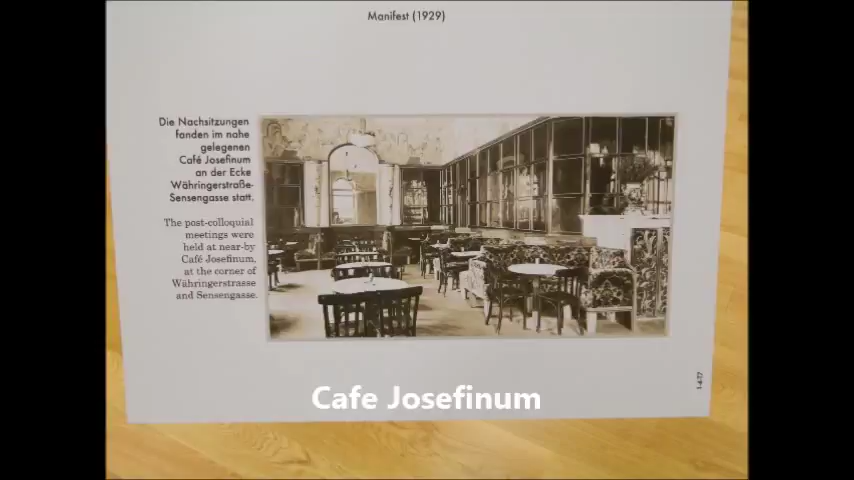 Manifest (1929)
Die Nachsitzungen
fanden im nahe
gelegenen
Café Josefinum
an der Ecke
Währingerstraße-
Sensengasse statt.
The post-colloquial
meetings were
held at near-by
Café Josefinum,
at the corner of
Währingerstrasse
and Sensengasse.
Cafe Josefinum